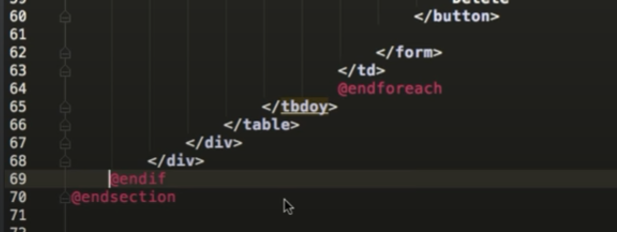 60 </button>
61
62 </form>
63 </td>
64 @endforeach
65 </tbdoy>
66 </table>
67 </div>
68 </div>
69 @endif
70 @endsection
71